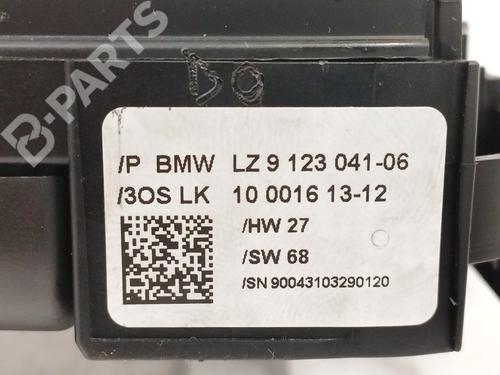 B-PARTS
DO
/P BMW LZ 9 123 041-06
/3OS LK 10 0016 13-12
/HW 27
/SW 68
/SN 90043103290120